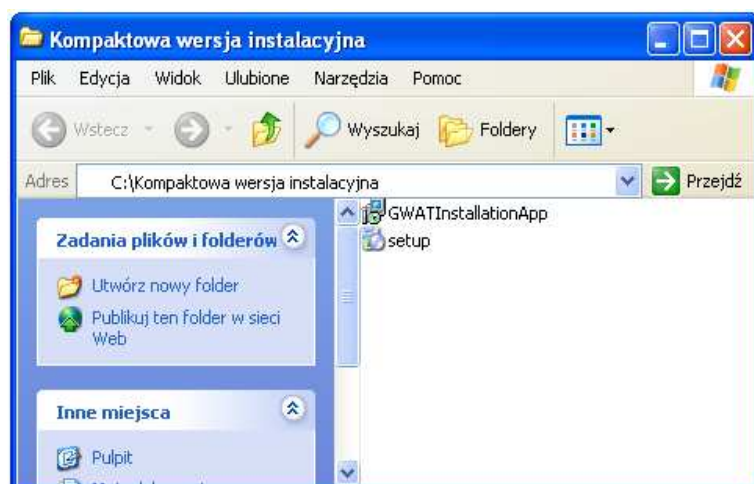 Kompaktowa wersja instalacyjna
Plik Edycja Widok Ulubione Narzędzia Pomoc
Wstecz Wyszukaj Foldery
Adres C:\Kompaktowa wersja instalacyjna Przejdź
GWATInstallationApp
setup
Zadania plików i folderów
Utwórz nowy folder
Publikuj ten folder w sieci
Web
Inne miejsca
Pulpit